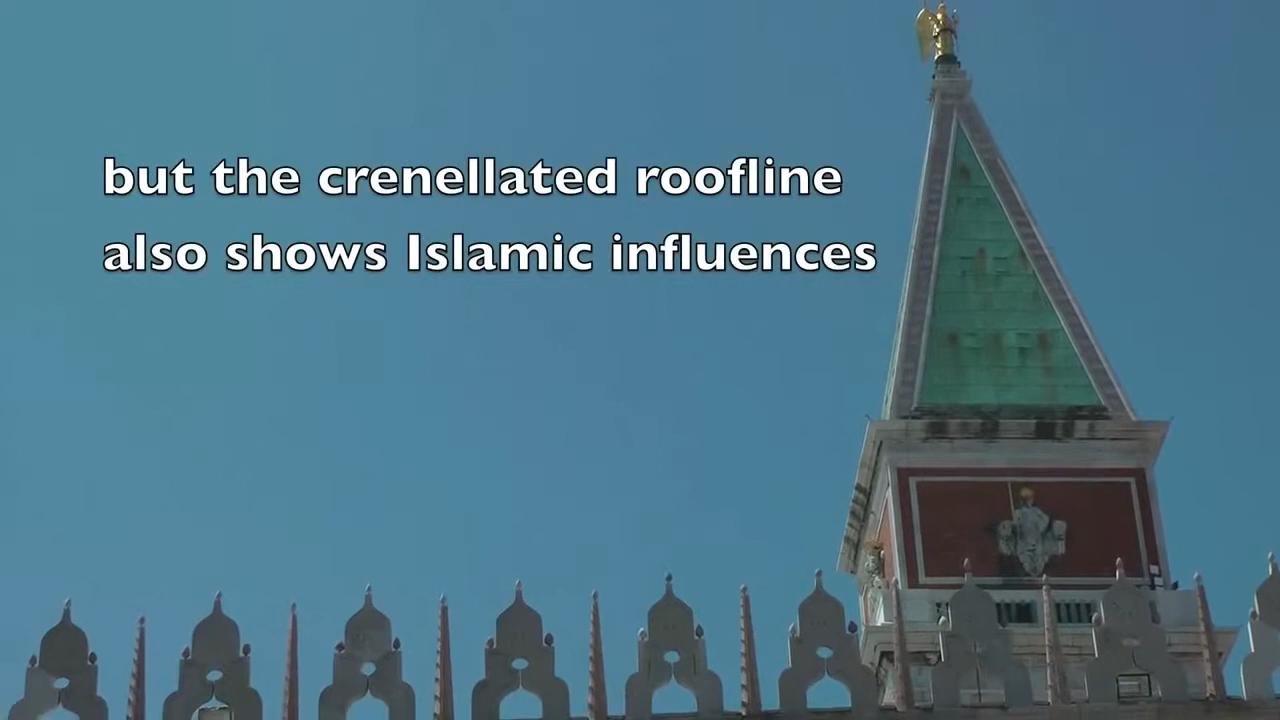 but the crenellated roofline
also shows Islamic influences